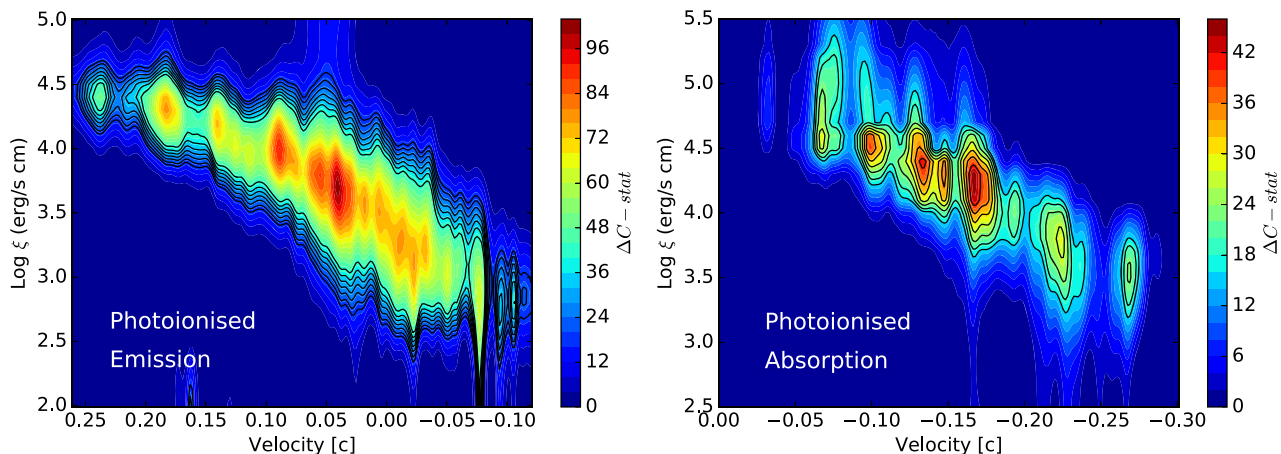 5.0
4.5
4.0
3.5
3.0
2.5
2.0
Log ξ (erg/s cm)
0.25 0.20 0.15 0.10 0.05 0.00 −0.05 −0.10
Velocity [c]
Photoionised
Emission
96
84
72
60
48
36
24
12
0
ΔC − stat
5.5
5.0
4.5
4.0
3.5
3.0
2.5
Log ξ (erg/s cm)
0.00 −0.05 −0.10 −0.15 −0.20 −0.25 −0.30
Velocity [c]
Photoionised
Absorption
42
36
30
24
18
12
6
0
ΔC − stat